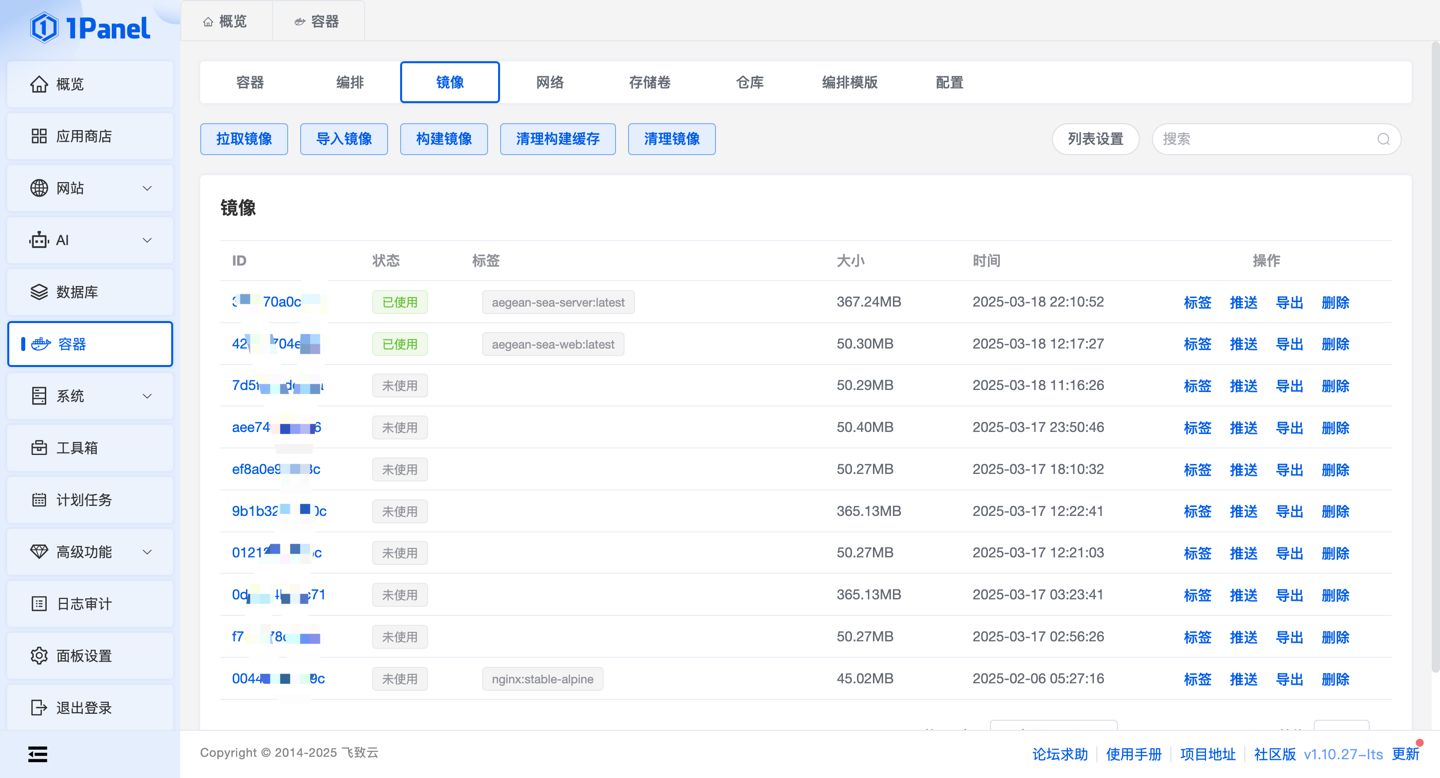 1Panel
概览
容器
概览
应用商店
网站
AI
数据库
容器
系统
工具箱
计划任务
高级功能
日志审计
面板设置
退出登录
容器 编排 镜像 网络 存储卷 仓库 编排模版 配置
拉取镜像 导入镜像 构建镜像 清理构建缓存 清理镜像 列表设置 搜索
镜像
ID 状态 标签 大小 时间 操作
70a0c 已使用 aegean-sea-server:latest 367.24MB 2025-03-18 22:10:52 标签 推送 导出 删除
42 704e 已使用 aegean-sea-web:latest 50.30MB 2025-03-18 12:17:27 标签 推送 导出 删除
7d5 未使用 50.29MB 2025-03-18 11:16:26 标签 推送 导出 删除
aee74 6 未使用 50.40MB 2025-03-17 23:50:46 标签 推送 导出 删除
ef8a0e9 c 未使用 50.27MB 2025-03-17 18:10:32 标签 推送 导出 删除
9b1b32 0c 未使用 365.13MB 2025-03-17 12:22:41 标签 推送 导出 删除
0121 c 未使用 50.27MB 2025-03-17 12:21:03 标签 推送 导出 删除
0d c71 未使用 365.13MB 2025-03-17 03:23:41 标签 推送 导出 删除
f7 78 未使用 50.27MB 2025-03-17 02:56:26 标签 推送 导出 删除
0044 9c 未使用 nginx:stable-alpine 45.02MB 2025-02-06 05:27:16 标签 推送 导出 删除
Copyright © 2014-2025 飞致云 论坛求助 使用手册 项目地址 社区版 v1.10.27-lts 更新